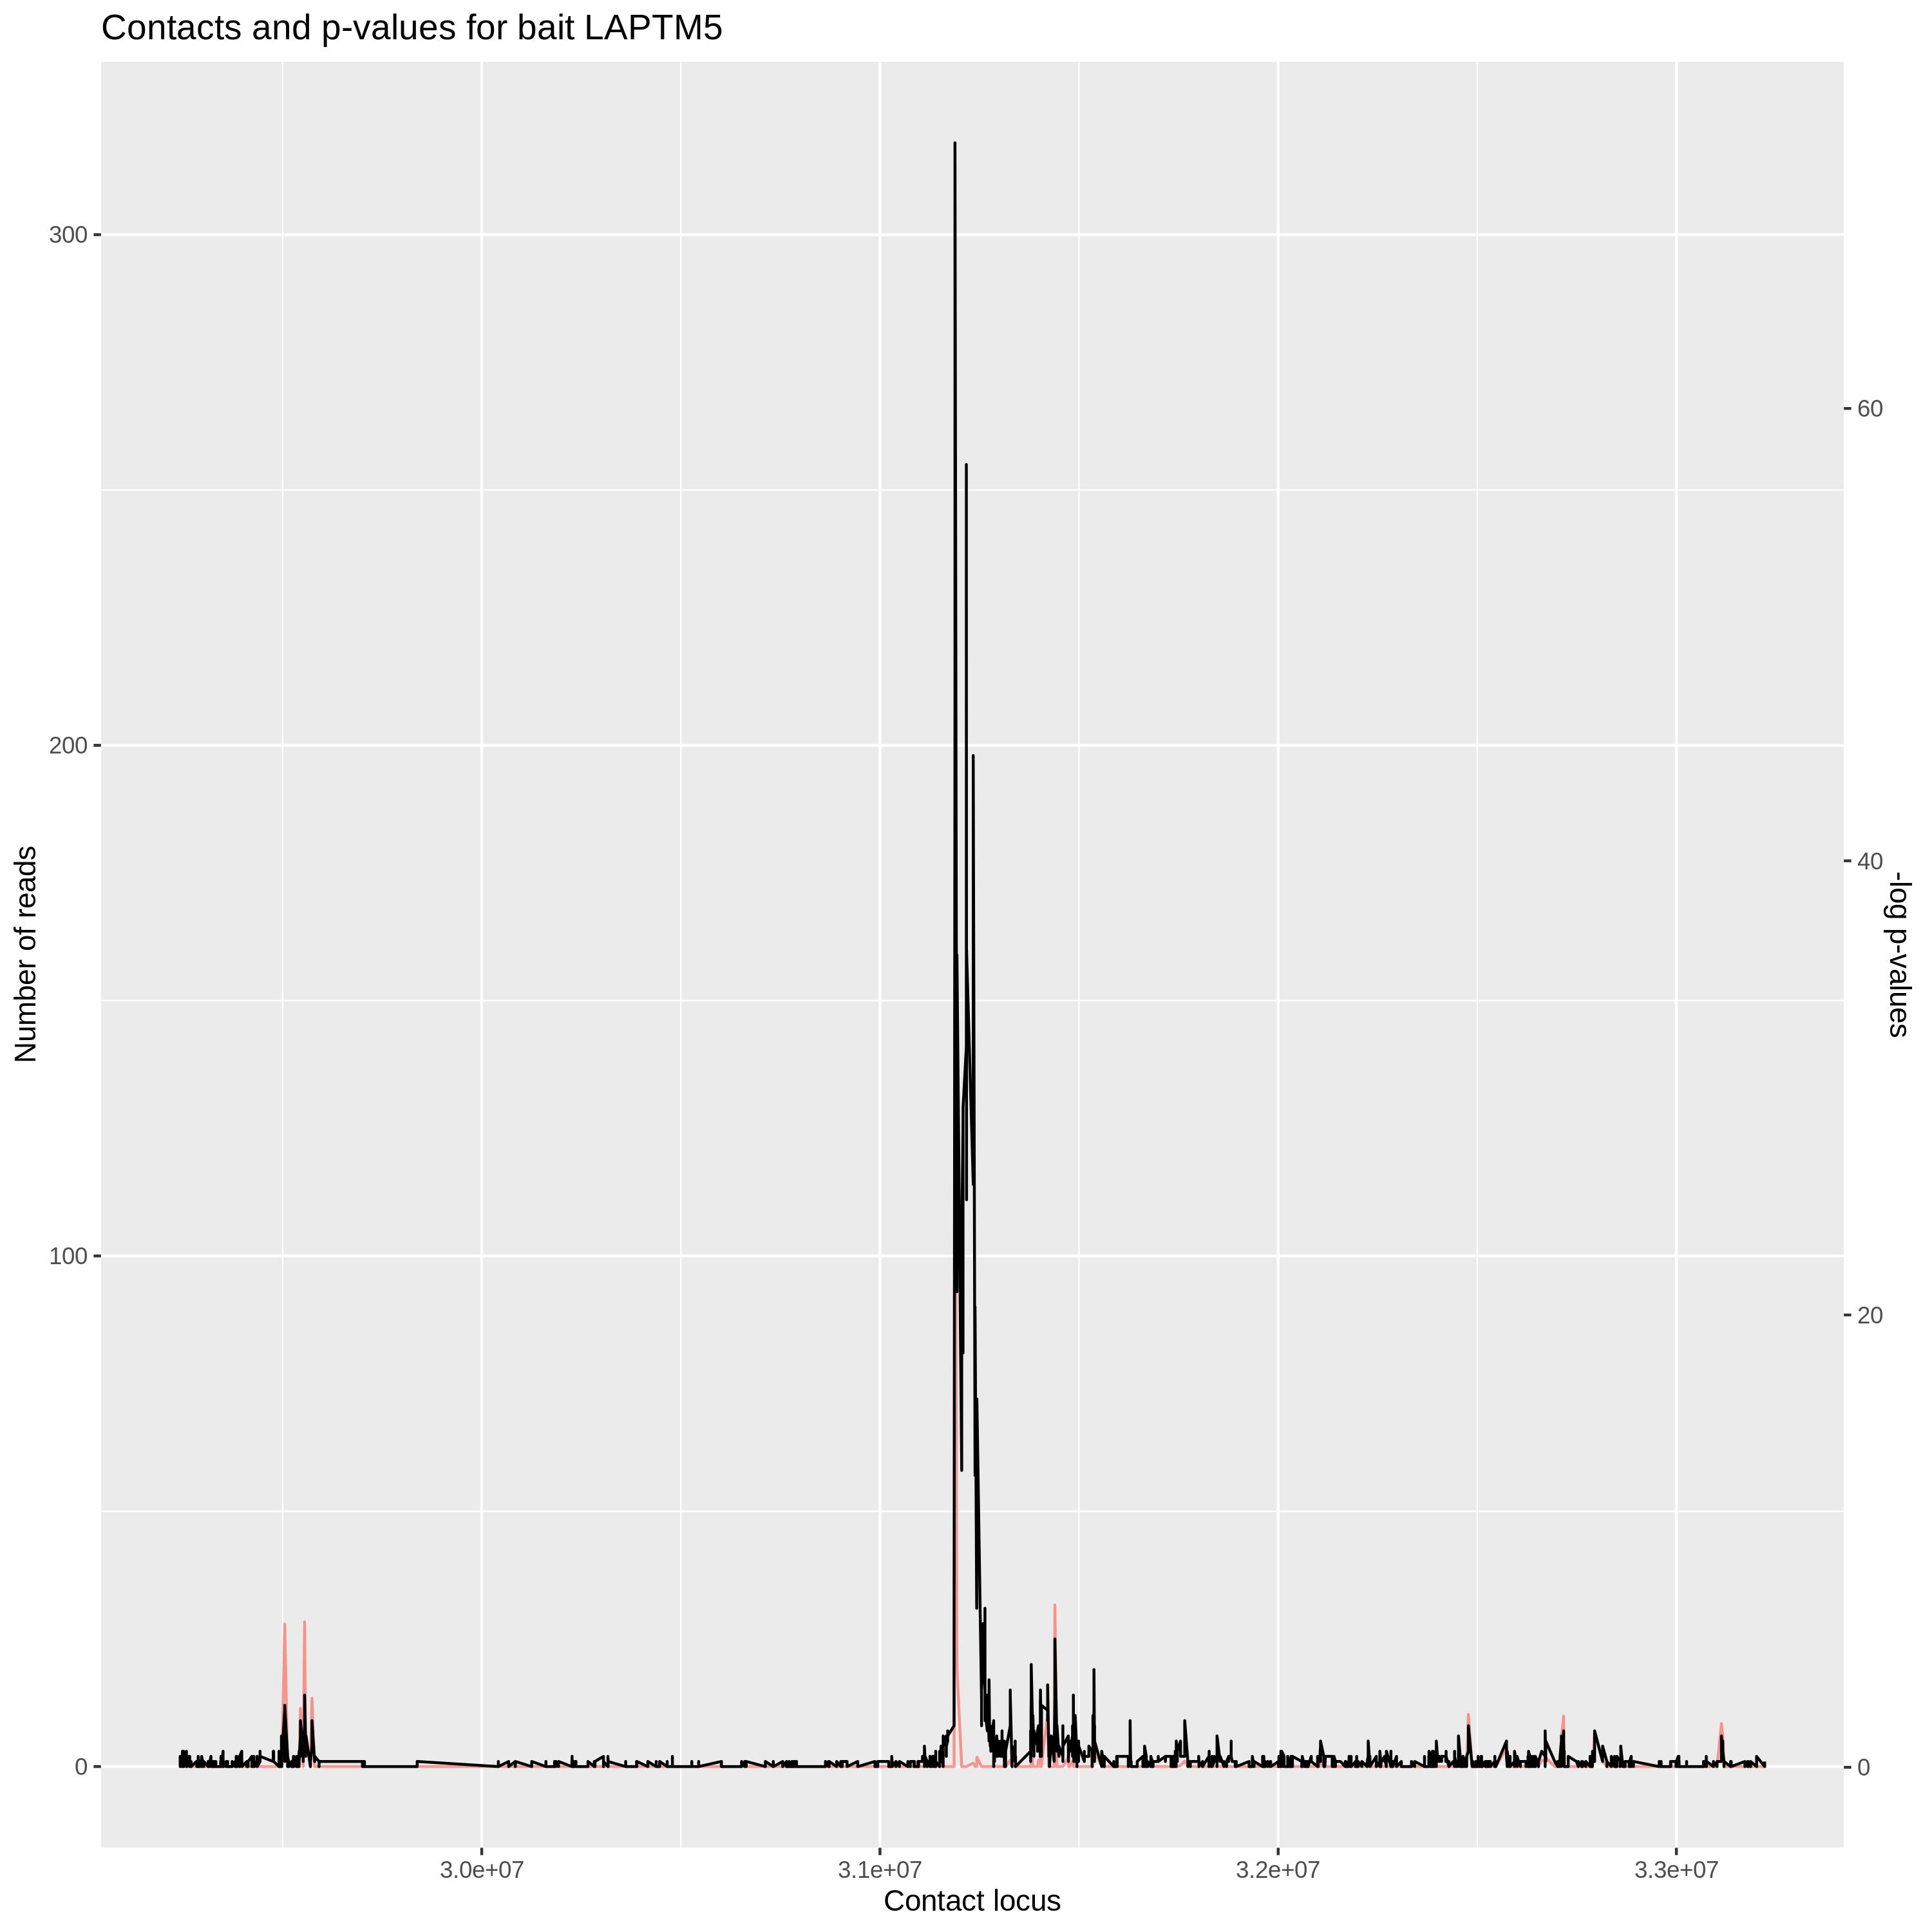 Contacts and p-values for bait LAPTM5
300
200
100
0
Number of reads
60
40
20
0
-log p-values
3.0e+07
3.1e+07
3.2e+07
3.3e+07
Contact locus